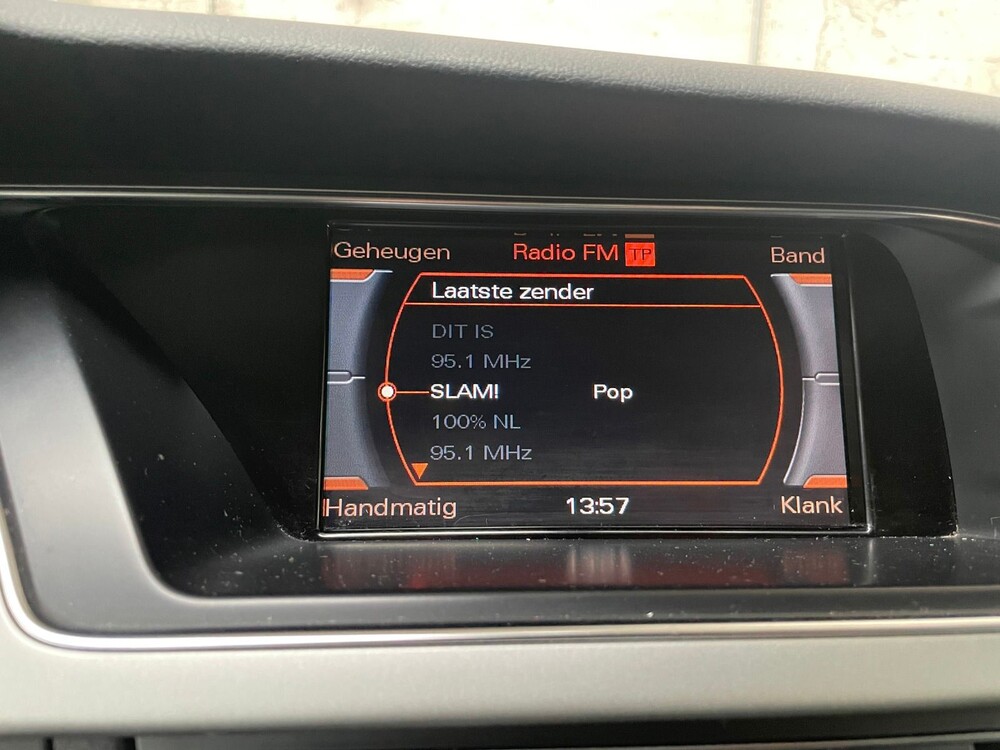 Geheugen Radio FM TP Band
Laatste zender
DIT IS
95.1 MHz
SLAM! Pop
100% NL
95.1 MHz
Handmatig 13:57 Klank